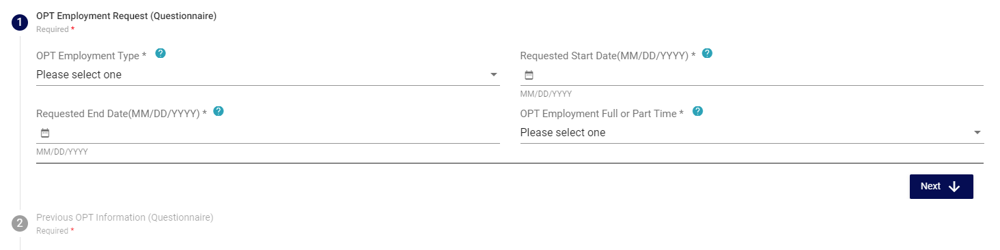 1
OPT Employment Request (Questionnaire)
Required *
OPT Employment Type * ?
Please select one
Requested Start Date(MM/DD/YYYY) * ?
MM/DD/YYYY
Requested End Date(MM/DD/YYYY) * ?
MM/DD/YYYY
OPT Employment Full or Part Time * ?
Please select one
Next
2
Previous OPT Information (Questionnaire)
Required *